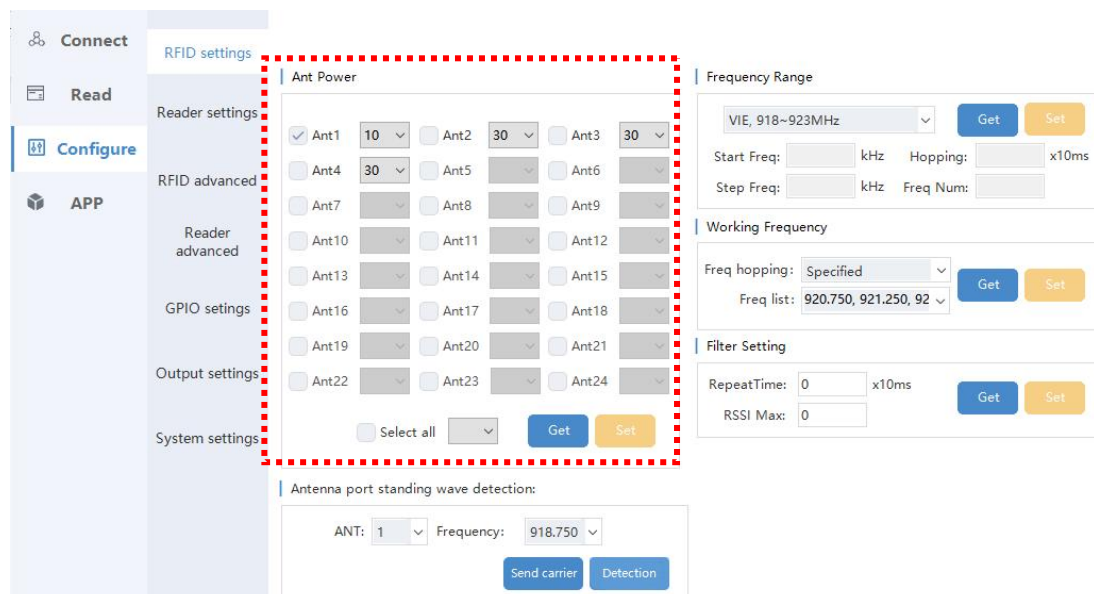 Connect
Read
Configure
APP
RFID settings
Reader settings
RFID advanced
Reader
advanced
GPIO setings
Output settings
System settings
Ant Power
Ant1 10 Ant2 30 Ant3 30
Ant4 30 Ant5 Ant6
Ant7 Ant8 Ant9
Ant10 Ant11 Ant12
Ant13 Ant14 Ant15
Ant16 Ant17 Ant18
Ant19 Ant20 Ant21
Ant22 Ant23 Ant24
Select all Get Set
Antenna port standing wave detection:
ANT: 1 Frequency: 918.750
Send carrier Detection
Frequency Range
VIE, 918~923MHz Get Set
Start Freq: kHz Hopping: x10ms
Step Freq: kHz Freq Num:
Working Frequency
Freq hopping: Specified
Get Set
Freq list: 920.750, 921.250, 92
Filter Setting
RepeatTime: 0 x10ms
Get Set
RSSI Max: 0